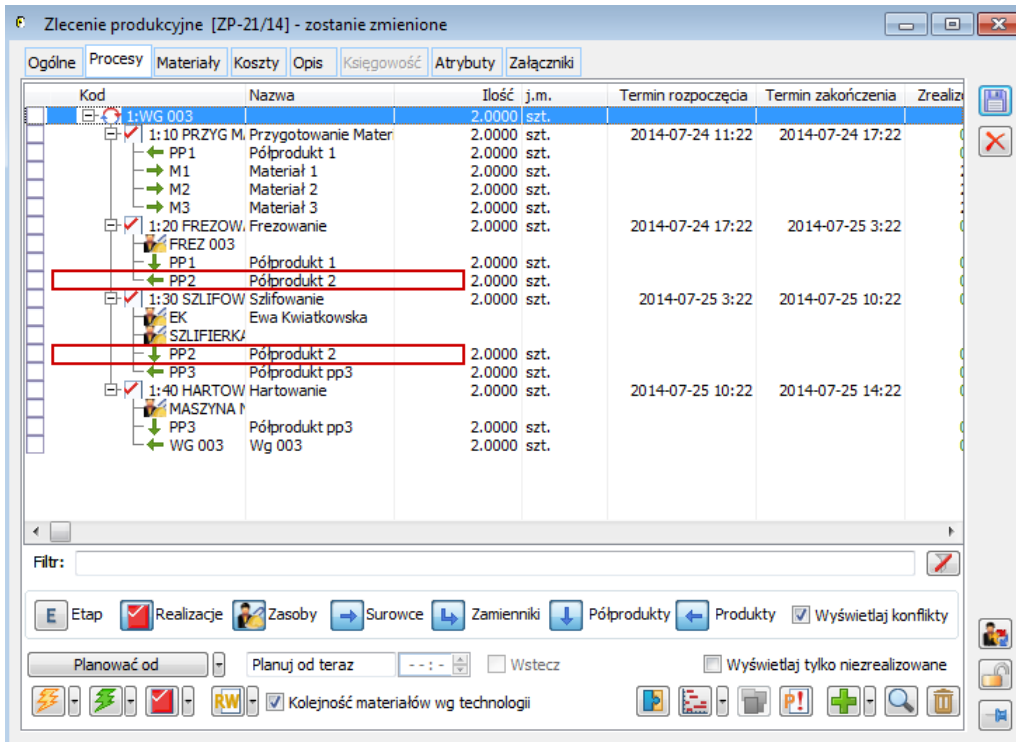 Zlecenie produkcyjne [ZP-21/14] - zostanie zmienione
Ogólne Procesy Materiały Koszty Opis Księgowość Atrybuty Załączniki
Kod Nazwa Ilość j.m. Termin rozpoczęcia Termin zakończenia Zrealiz
1:WG 003 2.0000 szt.
1:10 PRZYG M Przygotowanie Mater 2.0000 szt. 2014-07-24 11:22 2014-07-24 17:22
PP1 Półprodukt 1 2.0000 szt.
M1 Materiał 1 2.0000 szt.
M2 Materiał 2 2.0000 szt.
M3 Materiał 3 2.0000 szt.
1:20 FREZOW Frezowanie 2.0000 szt. 2014-07-24 17:22 2014-07-25 3:22
FREZ 003
PP1 Półprodukt 1 2.0000 szt.
PP2 Półprodukt 2 2.0000 szt.
1:30 SZLIFOW Szlifowanie 2.0000 szt. 2014-07-25 3:22 2014-07-25 10:22
EK Ewa Kwiatkowska
SZLIFIERK
PP2 Półprodukt 2 2.0000 szt.
PP3 Półprodukt pp3 2.0000 szt.
1:40 HARTOW Hartowanie 2.0000 szt. 2014-07-25 10:22 2014-07-25 14:22
MASZYNA
PP3 Półprodukt pp3 2.0000 szt.
WG 003 Wg 003 2.0000 szt.
Filtr:
E Etap Realizacje Zasoby Surowce Zamienniki Półprodukty Produkty Wyświetlaj konflikty
Planować od Planuj od teraz --:-- Wstecz Wyświetlaj tylko niezrealizowane
RW Kolejność materiałów wg technologii P!